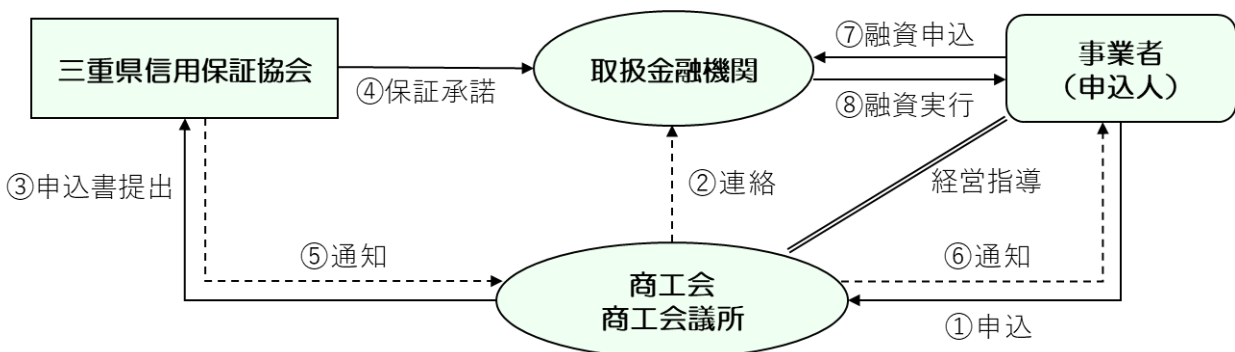 三重県信用保証協会
④保証承諾
取扱金融機関
⑦融資申込
⑧融資実行
事業者
（申込人）
③申込書提出
②連絡
経営指導
⑤通知
⑥通知
商工会
商工会議所
①申込